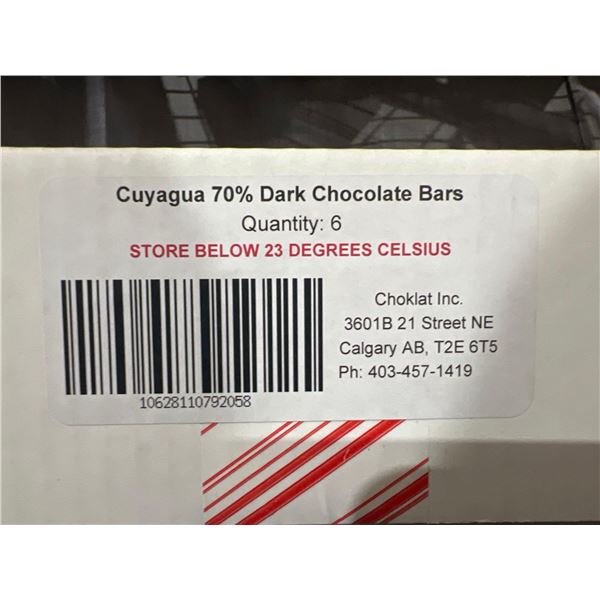 Cuyagua 70% Dark Chocolate Bars
Quantity: 6
STORE BELOW 23 DEGREES CELSIUS
Choklat Inc.
3601B 21 Street NE
Calgary AB, T2E 6T5
Ph: 403-457-1419
10628110792058